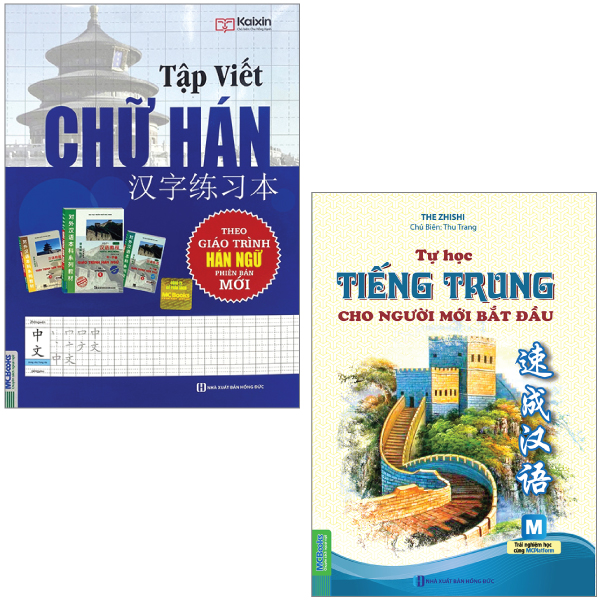 Kaixin
Tập Viết
CHỮ HÁN
汉字练习本
THEO
GIÁO TRÌNH
HÁN NGỮ
PHIÊN BẢN
MỚI
MCBooks
中
文
MCBooks
NHÀ XUẤT BẢN HỒNG ĐỨC
THE ZHISHI
Chủ Biên: Thu Trang
Tự học
TIẾNG TRUNG
CHO NGƯỜI MỚI BẮT ĐẦU
速成汉语
M
Trải nghiệm học
cùng MCPlatform
MCBooks
NHÀ XUẤT BẢN HỒNG ĐỨC